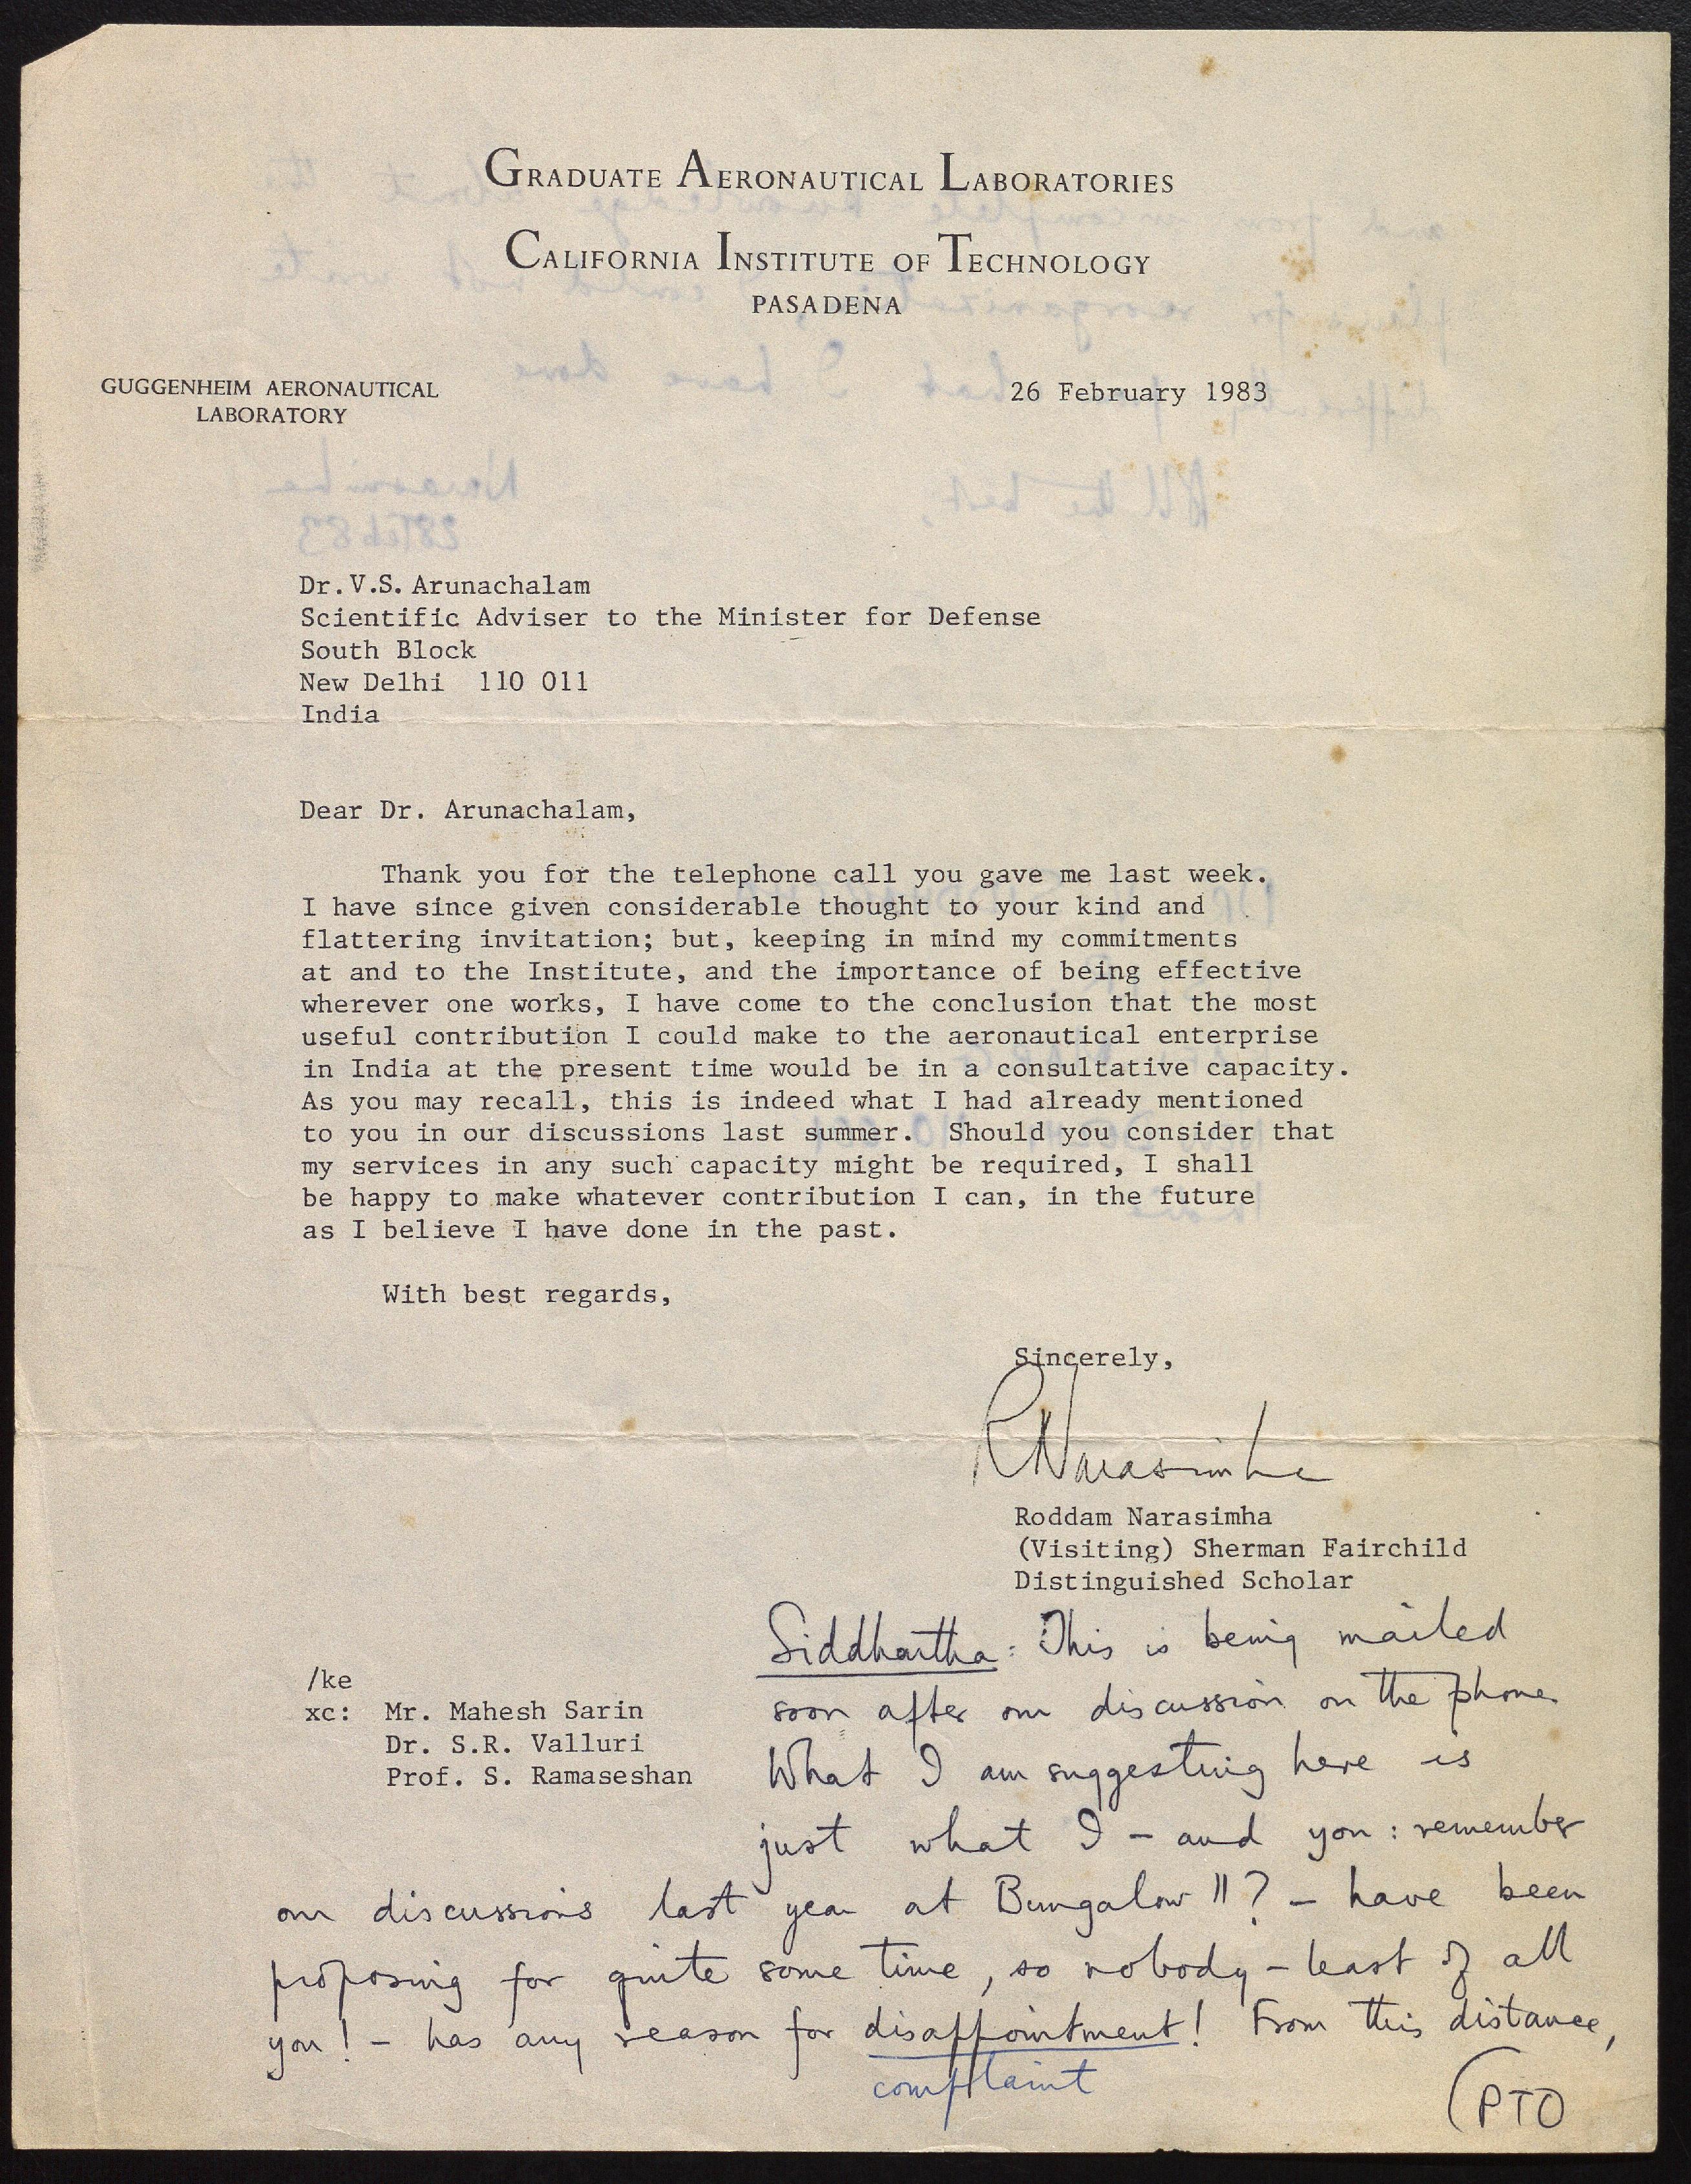 GRADUATE AERONAUTICAL LABORATORIES
CALIFORNIA INSTITUTE OF TECHNOLOGY
PASADENA
GUGGENHEIM AERONAUTICAL
LABORATORY
26 February 1983
Dr. V.S. Arunachalam
Scientific Adviser to the Minister for Defense
South Block
New Delhi 110 011
India
Dear Dr. Arunachalam,
Thank you for the telephone call you gave me last week.
I have since given considerable thought to your kind and
flattering invitation; but, keeping in mind my commitments
at and to the Institute, and the importance of being effective
wherever one works, I have come to the conclusion that the most
useful contribution I could make to the aeronautical enterprise
in India at the present time would be in a consultative capacity.
As you may recall, this is indeed what I had already mentioned
to you in our discussions last summer. Should you consider that
my services in any such capacity might be required, I shall
be happy to make whatever contribution I can, in the future
as I believe I have done in the past.
With best regards,
Sincerely,
RNarasimha
Roddam Narasimha
(Visiting) Sherman Fairchild
Distinguished Scholar
/ke
xc: Mr. Mahesh Sarin
Dr. S.R. Valluri
Prof. S. Ramaseshan
Siddhartha: This is being mailed
soon after our discussion on the phone.
What I am suggesting here is
just what I – and you: remember
our discussions last year at Bungalow 11? – have been
proposing for quite some time, so nobody – least of all
you! – has any reason for disappointment! From this distance,
complaint
(PTO